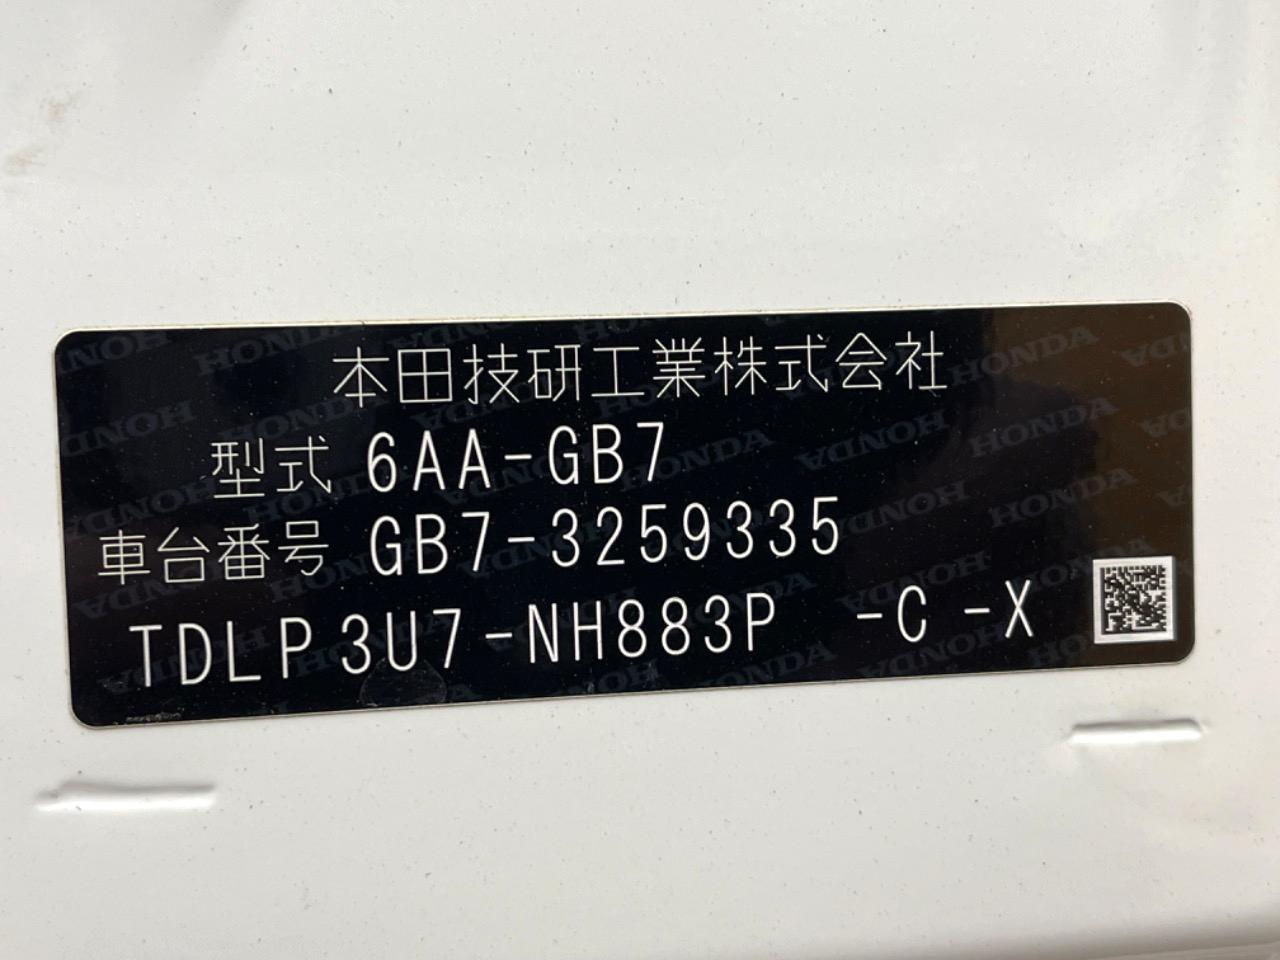 本田技研工業株式会社
型式 6AA-GB7
車台番号 GB7-3259335
TDLP3U7-NH883P -C -X